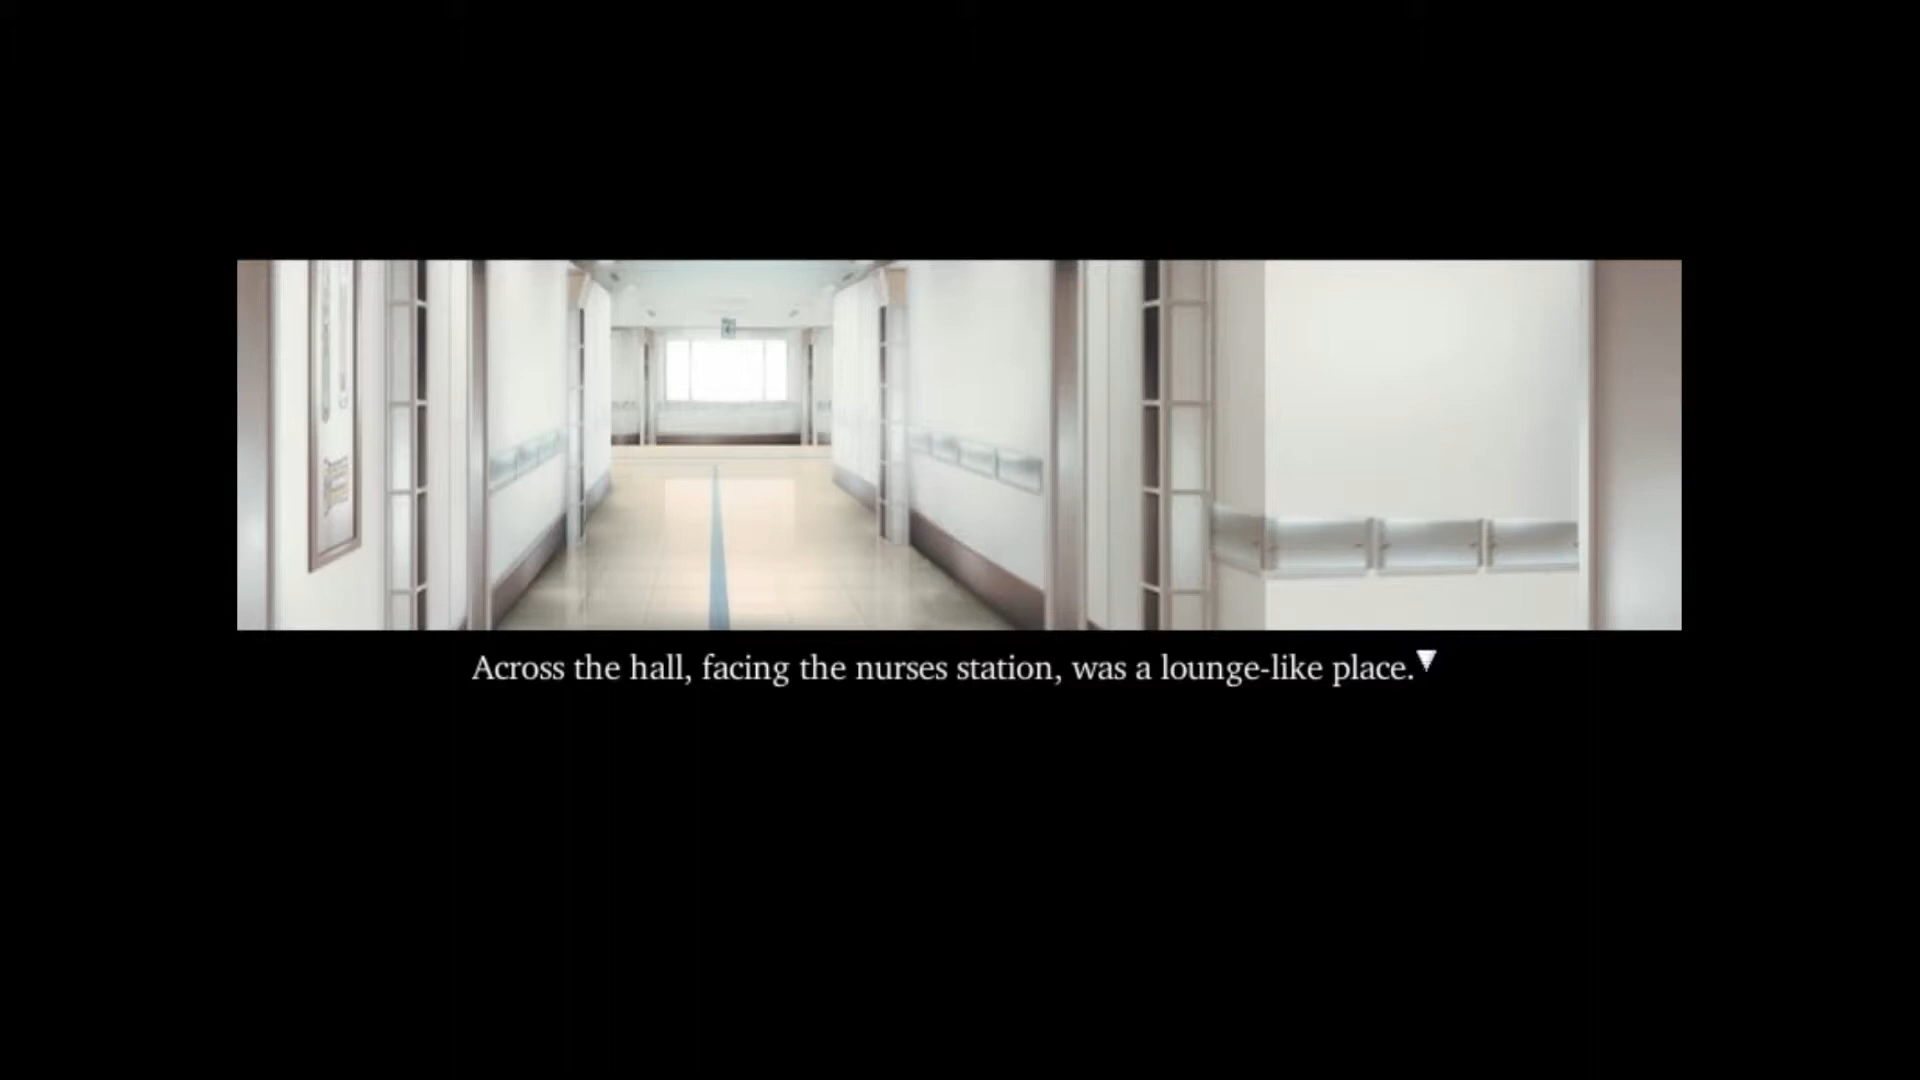 Across the hall, facing the nurses station, was a lounge-like place.